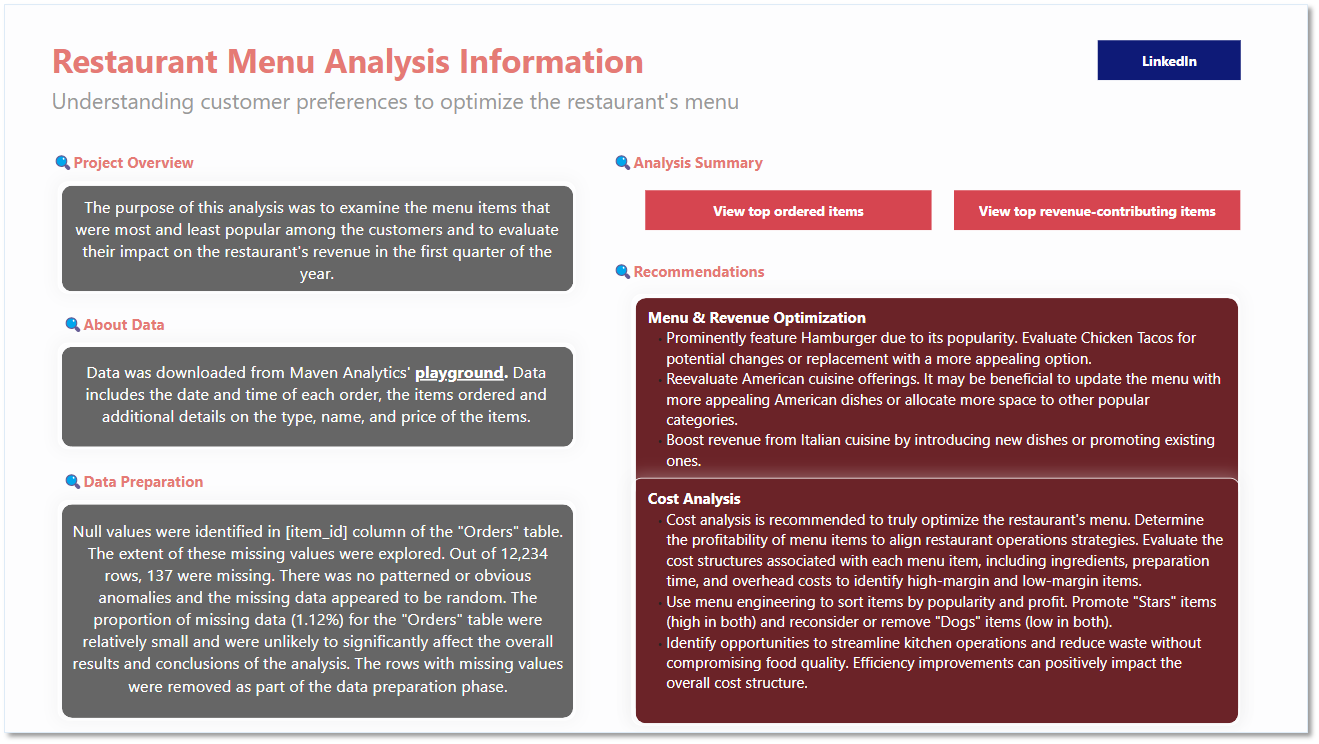 Restaurant Menu Analysis Information
Understanding customer preferences to optimize the restaurant's menu
LinkedIn
Project Overview
The purpose of this analysis was to examine the menu items that
were most and least popular among the customers and to evaluate
their impact on the restaurant's revenue in the first quarter of the
year.
About Data
Data was downloaded from Maven Analytics' playground. Data
includes the date and time of each order, the items ordered and
additional details on the type, name, and price of the items.
Data Preparation
Null values were identified in [item_id] column of the "Orders" table.
The extent of these missing values were explored. Out of 12,234
rows, 137 were missing. There was no patterned or obvious
anomalies and the missing data appeared to be random. The
proportion of missing data (1.12%) for the "Orders" table were
relatively small and were unlikely to significantly affect the overall
results and conclusions of the analysis. The rows with missing values
were removed as part of the data preparation phase.
Analysis Summary
View top ordered items
View top revenue-contributing items
Recommendations
Menu & Revenue Optimization
Prominently feature Hamburger due to its popularity. Evaluate Chicken Tacos for
potential changes or replacement with a more appealing option.
Reevaluate American cuisine offerings. It may be beneficial to update the menu with
more appealing American dishes or allocate more space to other popular
categories.
Boost revenue from Italian cuisine by introducing new dishes or promoting existing
ones.
Cost Analysis
Cost analysis is recommended to truly optimize the restaurant's menu. Determine
the profitability of menu items to align restaurant operations strategies. Evaluate the
cost structures associated with each menu item, including ingredients, preparation
time, and overhead costs to identify high-margin and low-margin items.
Use menu engineering to sort items by popularity and profit. Promote "Stars" items
(high in both) and reconsider or remove "Dogs" items (low in both).
Identify opportunities to streamline kitchen operations and reduce waste without
compromising food quality. Efficiency improvements can positively impact the
overall cost structure.